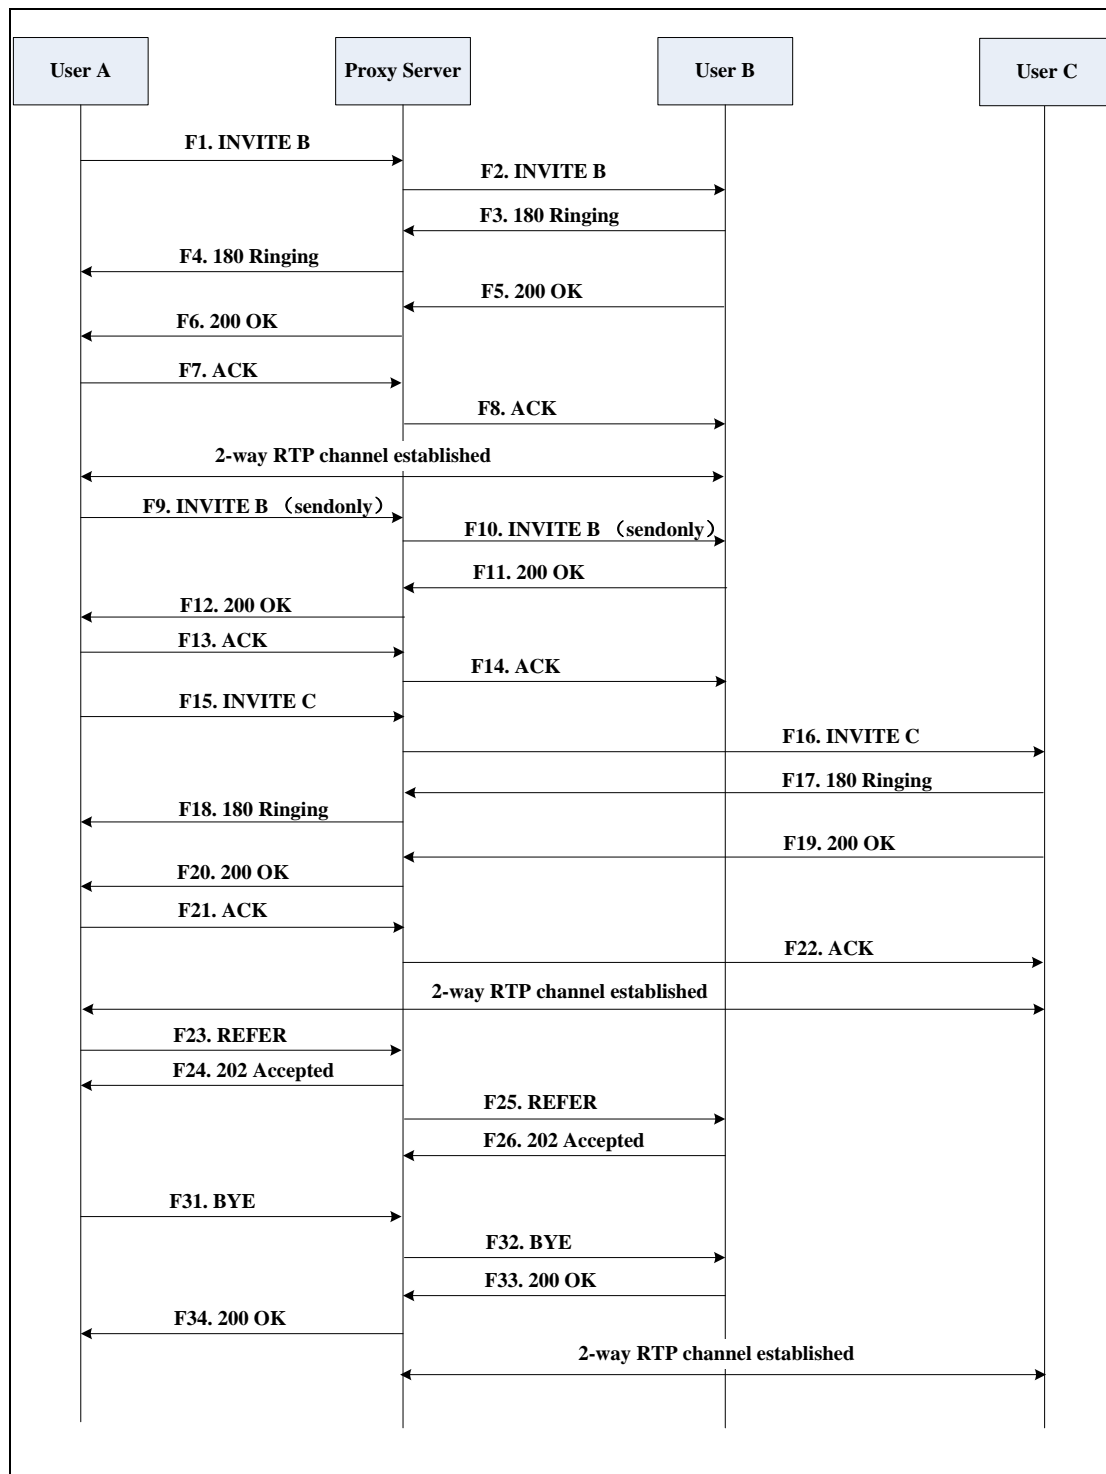 User A
Proxy Server
User B
User C
F1. INVITE B
F2. INVITE B
F3. 180 Ringing
F4. 180 Ringing
F5. 200 OK
F6. 200 OK
F7. ACK
F8. ACK
2-way RTP channel established
F9. INVITE B （sendonly）
F10. INVITE B （sendonly）
F11. 200 OK
F12. 200 OK
F13. ACK
F14. ACK
F15. INVITE C
F16. INVITE C
F17. 180 Ringing
F18. 180 Ringing
F19. 200 OK
F20. 200 OK
F21. ACK
F22. ACK
2-way RTP channel established
F23. REFER
F24. 202 Accepted
F25. REFER
F26. 202 Accepted
F31. BYE
F32. BYE
F33. 200 OK
F34. 200 OK
2-way RTP channel established